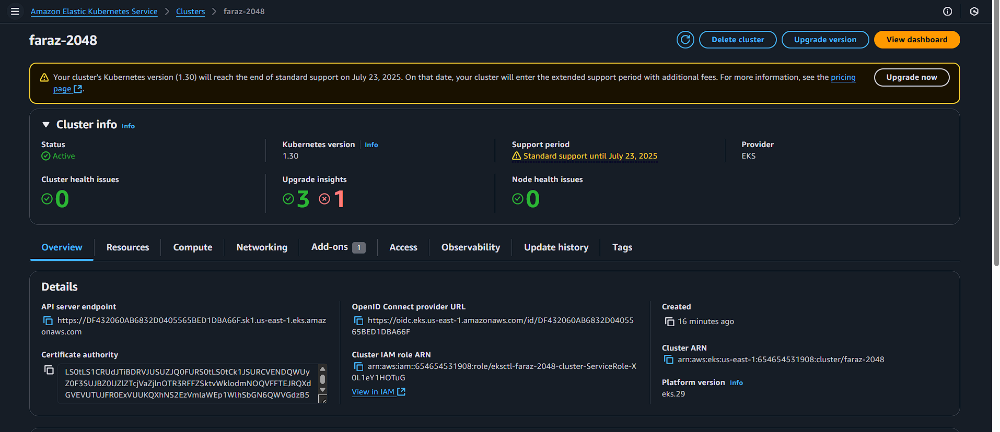 Amazon Elastic Kubernetes Service > Clusters > faraz-2048
faraz-2048
Delete cluster
Upgrade version
View dashboard
Your cluster's Kubernetes version (1.30) will reach the end of standard support on July 23, 2025. On that date, your cluster will enter the extended support period with additional fees. For more information, see the pricing
page.
Upgrade now
Cluster info Info
Status
Active
Kubernetes version Info
1.30
Support period
Standard support until July 23, 2025
Provider
EKS
Cluster health issues
0
Upgrade insights
3 1
Node health issues
0
Overview
Resources
Compute
Networking
Add-ons 1
Access
Observability
Update history
Tags
Details
API server endpoint
https://DF432060AB6832D0405565BED1DBA66F.sk1.us-east-1.eks.amaz
onaws.com
Certificate authority
LS0tLS1CRUdJTiBDRVJUSUZJQ0FURS0tLS0tCk1JSURCVENDQWUy
GVEVUTUJFR0ExVUUKQXhNS2EzVmlaWEp1WlhSbGN6QWVGdzB5
OpenID Connect provider URL
https://oidc.eks.us-east-1.amazonaws.com/id/DF432060AB6832D04055
65BED1DBA66F
Cluster IAM role ARN
arn:aws:iam::654654531908:role/eksctl-faraz-2048-cluster-ServiceRole-X
0L1eY1HOTuG
View in IAM
Created
16 minutes ago
Cluster ARN
arn:aws:eks:us-east-1:654654531908:cluster/faraz-2048
Platform version Info
eks.29